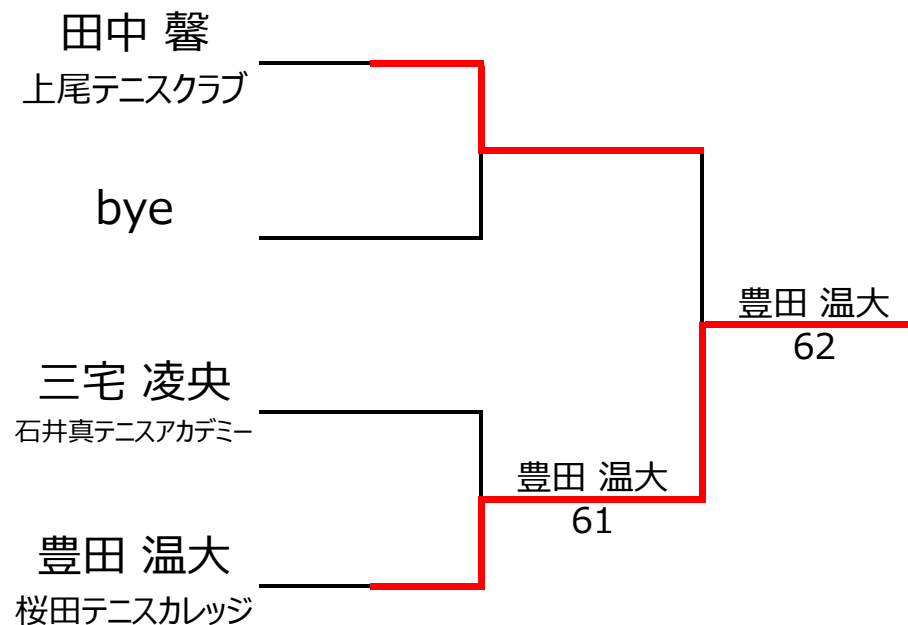 田中 馨
上尾テニスクラブ
bye
三宅 凌央
石井真テニスアカデミー
豊田 温大
桜田テニスカレッジ
豊田 温大
61
豊田 温大
62